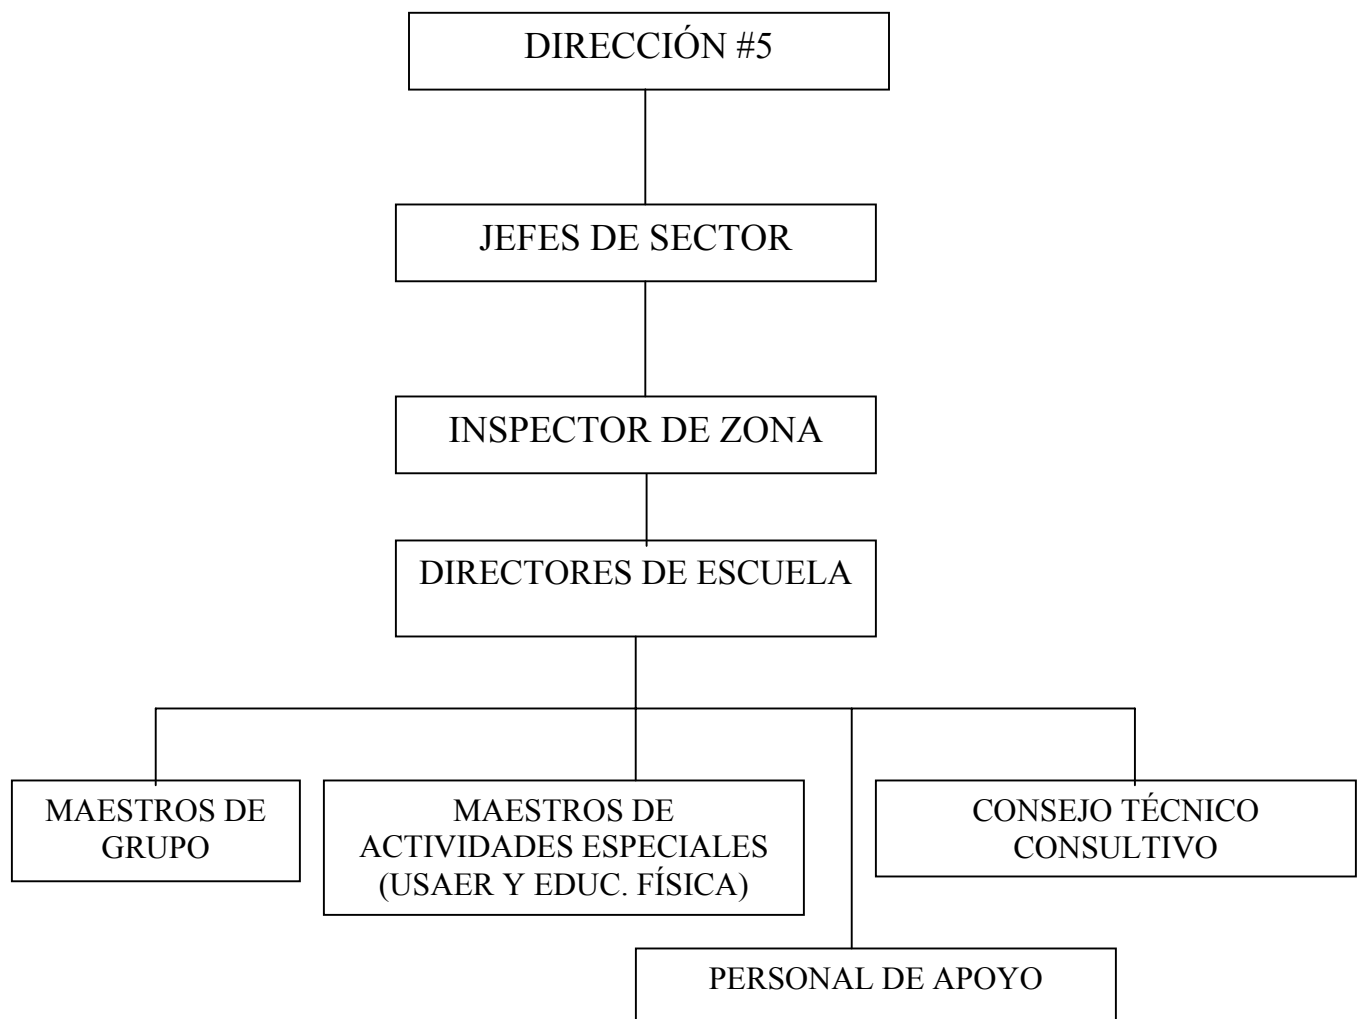 DIRECCIÓN #5
JEFES DE SECTOR
INSPECTOR DE ZONA
DIRECTORES DE ESCUELA
MAESTROS DE
GRUPO
MAESTROS DE
ACTIVIDADES ESPECIALES
(USAER Y EDUC. FÍSICA)
CONSEJO TÉCNICO
CONSULTIVO
PERSONAL DE APOYO